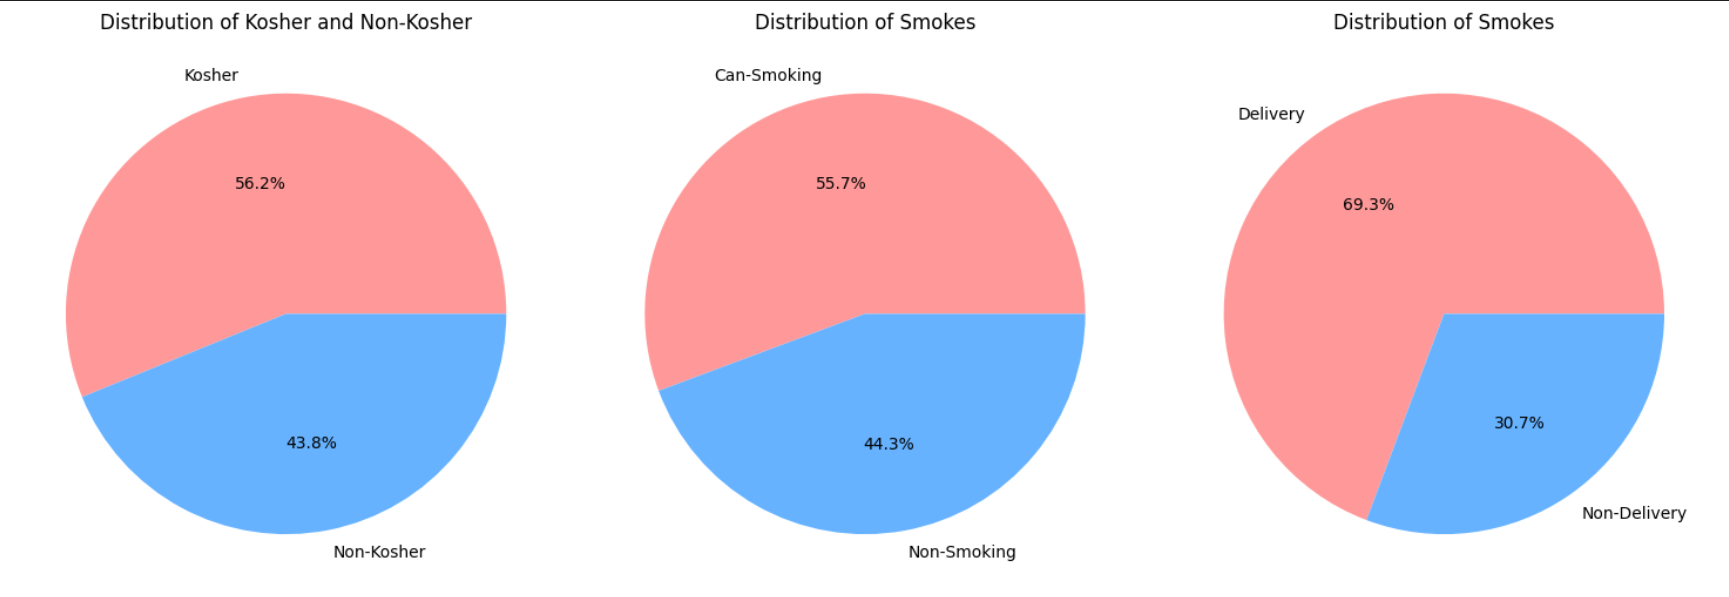 Distribution of Kosher and Non-Kosher
Kosher
56.2%
43.8%
Non-Kosher
Distribution of Smokes
Can-Smoking
55.7%
44.3%
Non-Smoking
Distribution of Smokes
Delivery
69.3%
30.7%
Non-Delivery